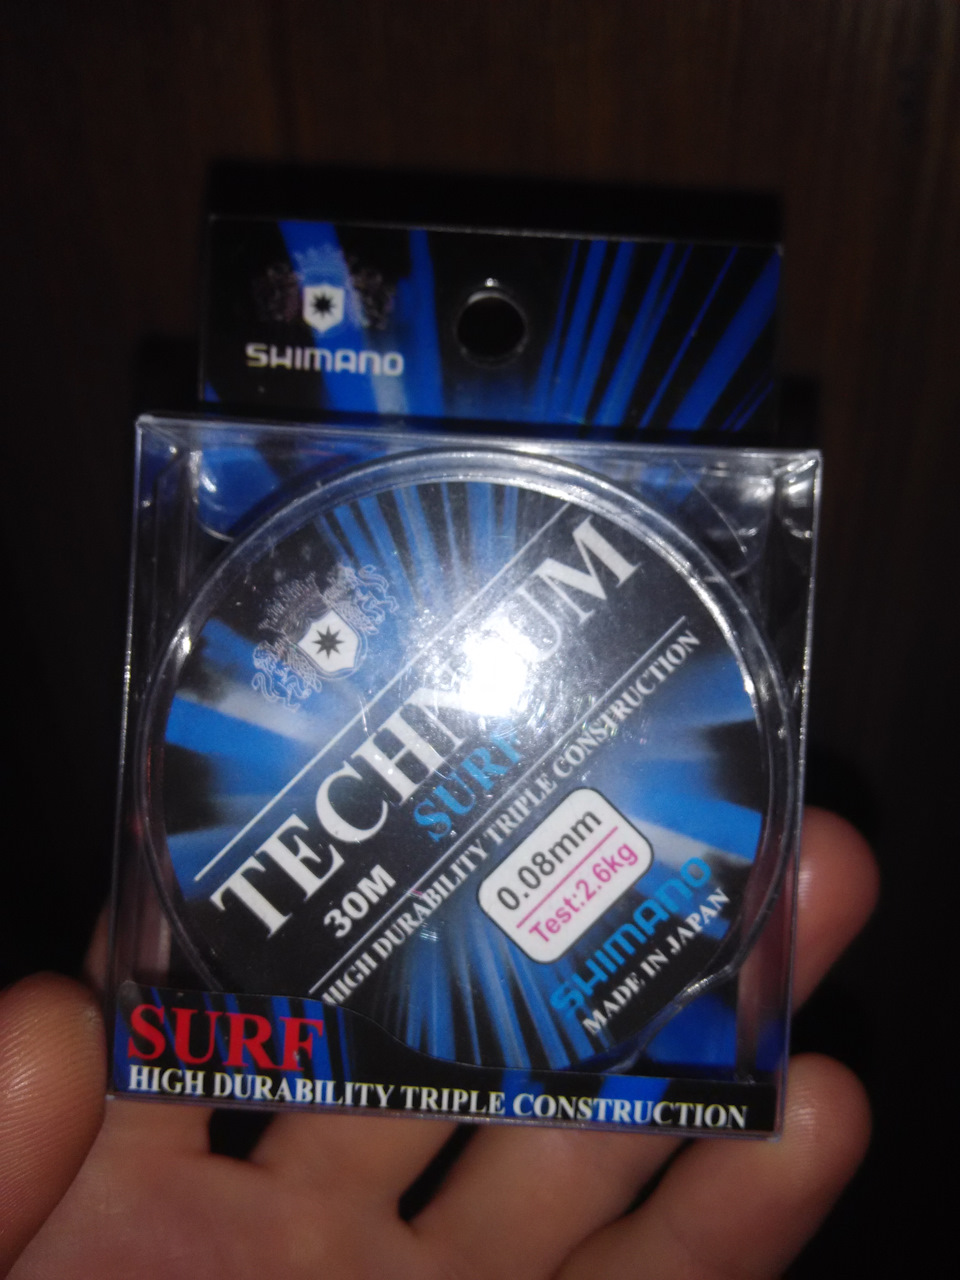 SHIMANO
TECHNIUM
SURF
30M
HIGH DURABILITY TRIPLE CONSTRUCTION
0.08mm
Test:2.6kg
SHIMANO
MADE IN JAPAN
SURF
HIGH DURABILITY TRIPLE CONSTRUCTION